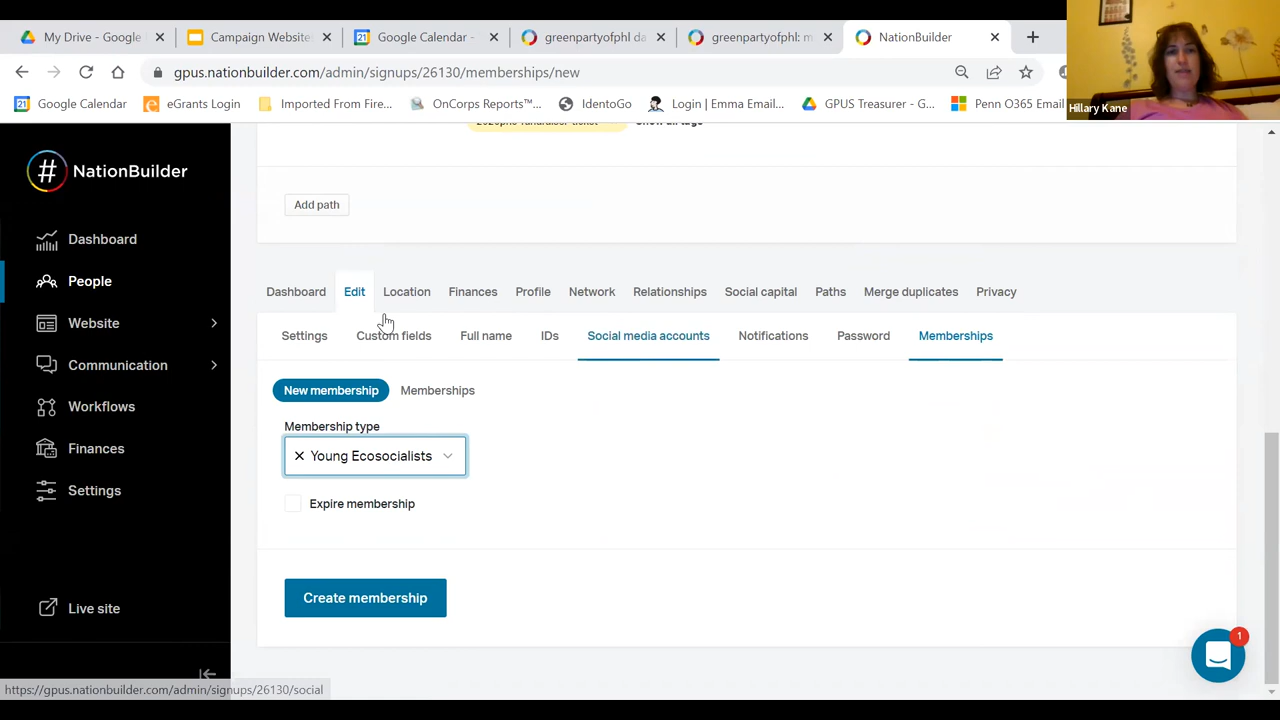 My Drive - Google
Campaign Website
Google Calendar -
greenpartyofphl da
greenpartyofphl: m
NationBuilder
gpus.nationbuilder.com/admin/signups/26130/memberships/new
Google Calendar
eGrants Login
Imported From Fire...
OnCorps Reports™...
IdentoGo
Login | Emma Email...
GPUS Treasurer - G...
Penn O365 Email
Hillary Kane
NationBuilder
Show all tags
Add path
Dashboard
People
Website
Communication
Workflows
Finances
Settings
Live site
Dashboard Edit Location Finances Profile Network Relationships Social capital Paths Merge duplicates Privacy
Settings Custom fields Full name IDs Social media accounts Notifications Password Memberships
New membership Memberships
Membership type
× Young Ecosocialists
Expire membership
Create membership
1
https://gpus.nationbuilder.com/admin/signups/26130/social